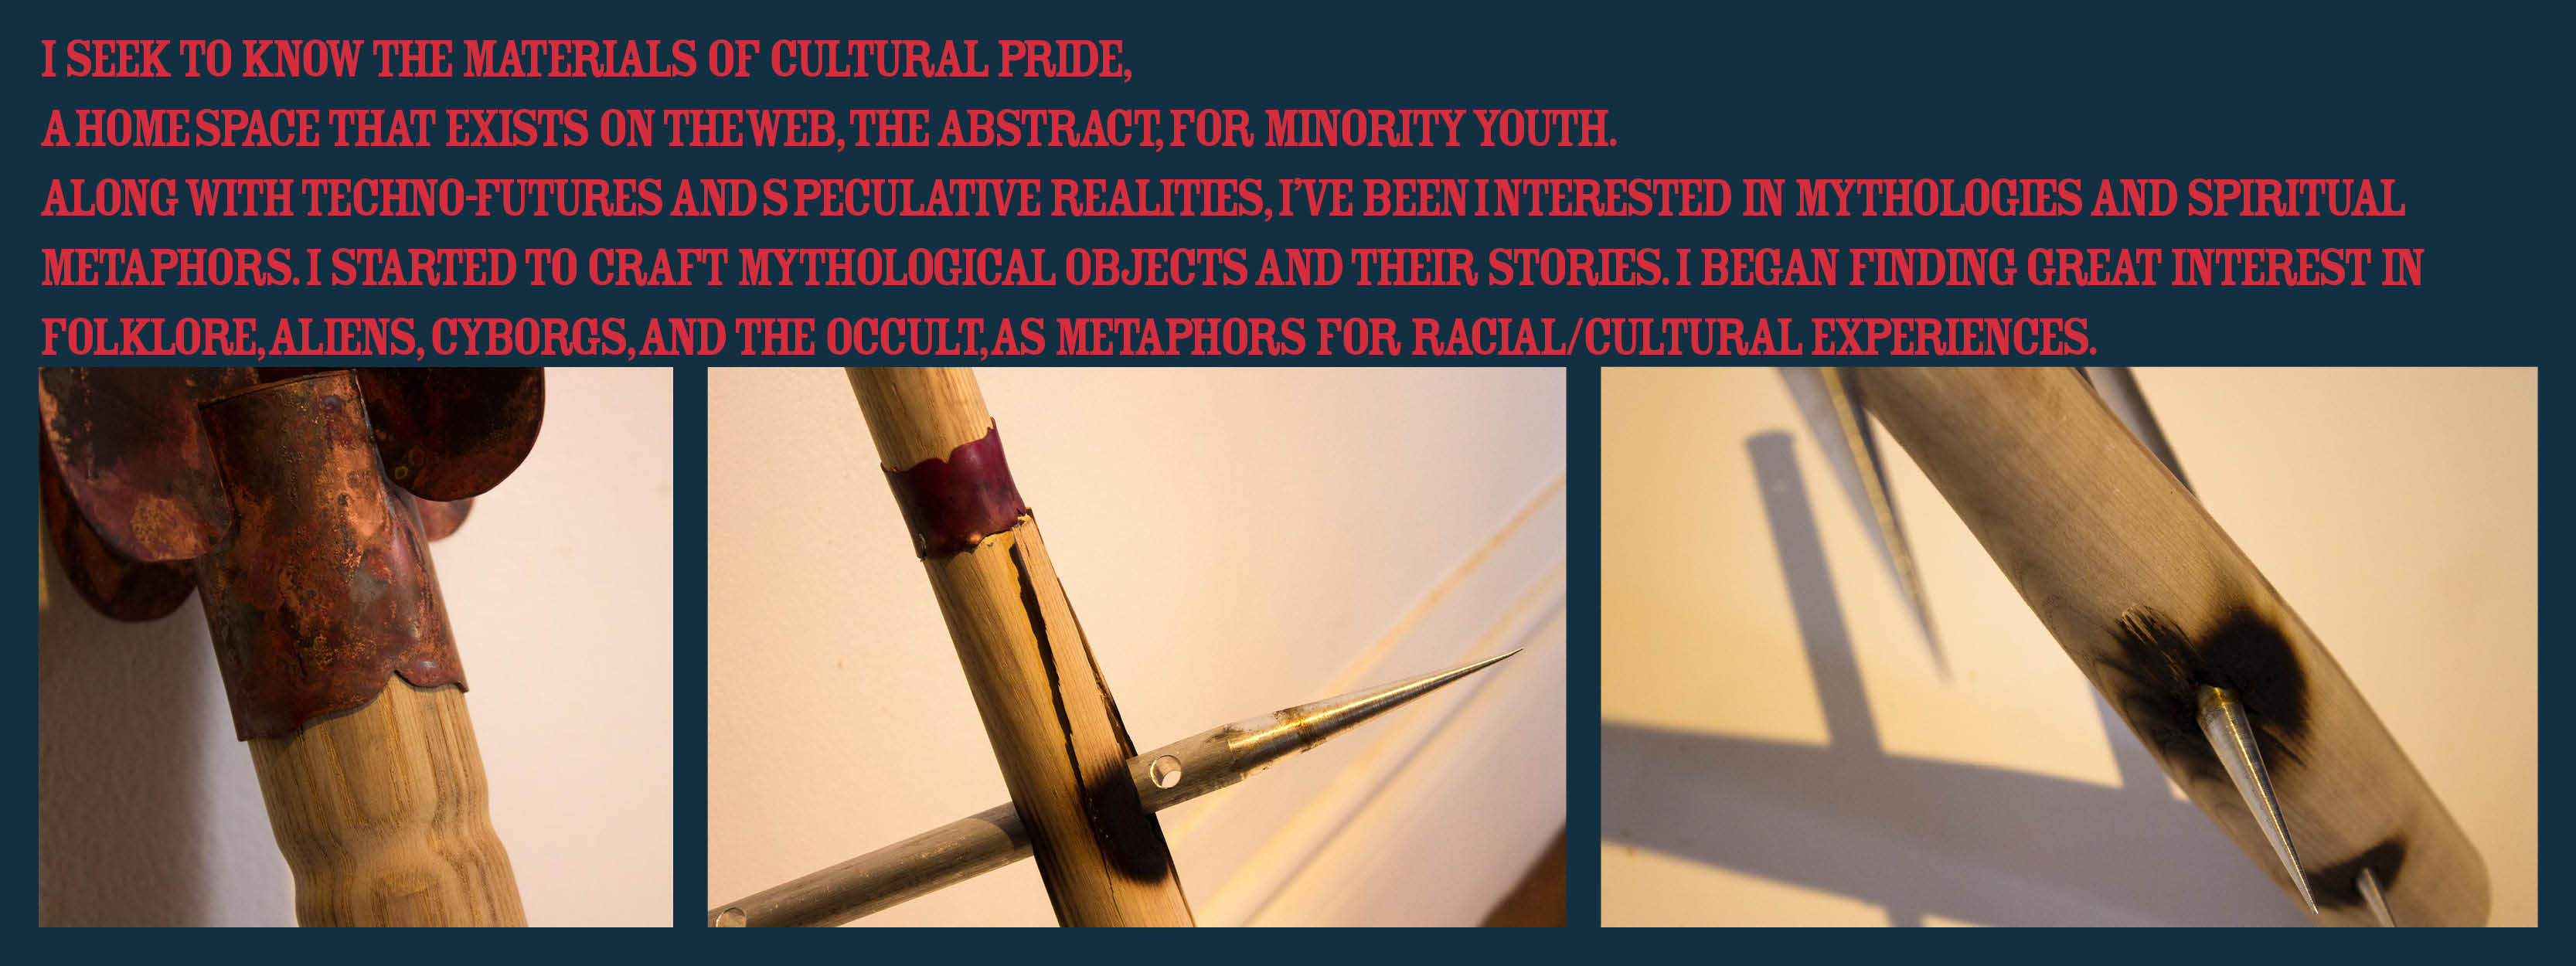 I SEEK TO KNOW THE MATERIALS OF CULTURAL PRIDE,
A HOME SPACE THAT EXISTS ON THE WEB, THE ABSTRACT, FOR MINORITY YOUTH.
ALONG WITH TECHNO-FUTURES AND SPECULATIVE REALITIES, I'VE BEEN INTERESTED IN MYTHOLOGIES AND SPIRITUAL
METAPHORS. I STARTED TO CRAFT MYTHOLOGICAL OBJECTS AND THEIR STORIES. I BEGAN FINDING GREAT INTEREST IN
FOLKLORE, ALIENS, CYBORGS, AND THE OCCULT, AS METAPHORS FOR RACIAL/CULTURAL EXPERIENCES.